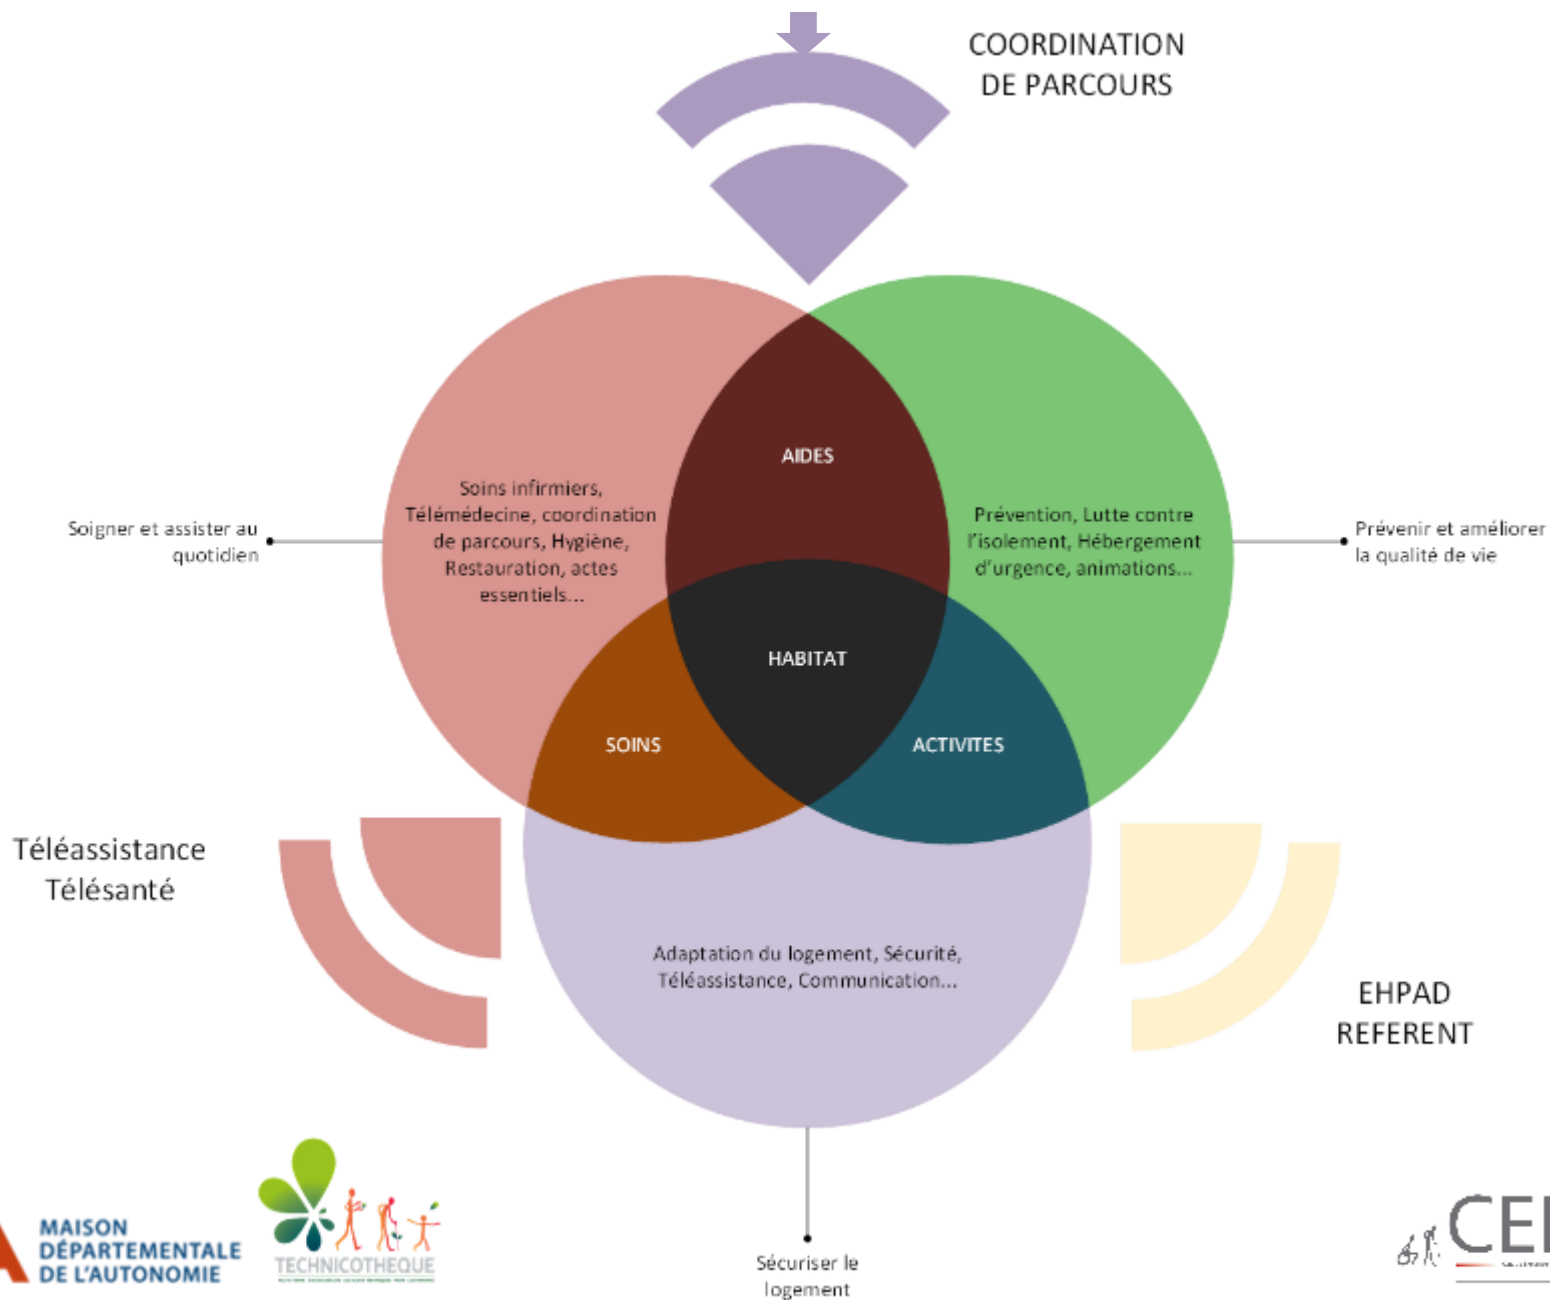 COORDINATION
DE PARCOURS
AIDES
Soins infirmiers,
Télémédecine, coordination
de parcours, Hygiène,
Restauration, actes
essentiels...
Prévention, Lutte contre
l'isolement, Hébergement
d'urgence, animations...
Soigner et assister au
quotidien
Prévenir et améliorer
la qualité de vie
HABITAT
SOINS
ACTIVITES
Téléassistance
Télésanté
Adaptation du logement, Sécurité,
Téléassistance, Communication...
EHPAD
REFERENT
MAISON
DÉPARTEMENTALE
DE L'AUTONOMIE
TECHNICOTHEQUE
Sécuriser le
logement